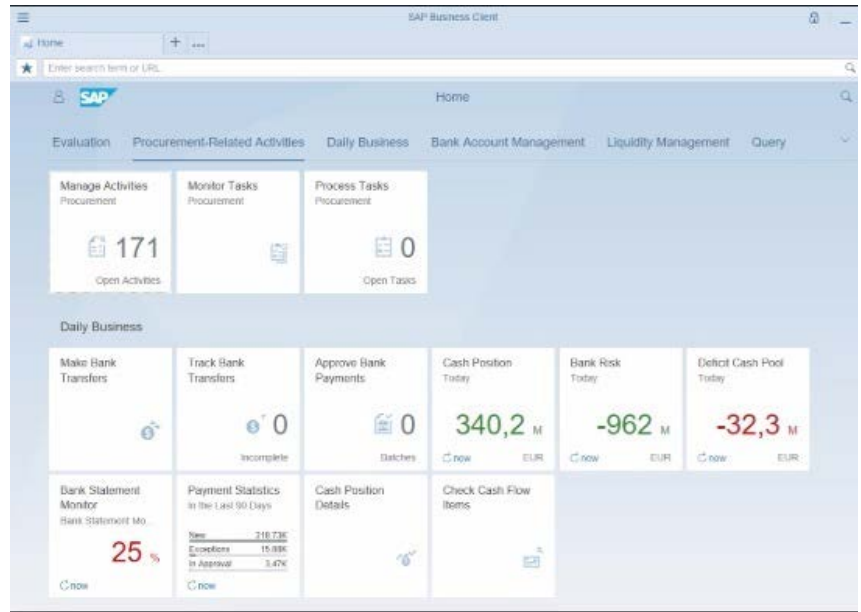 SAP Business Client
Home
+ ...
Enter search term or URL
SAP
Home
Evaluation Procurement-Related Activities Daily Business Bank Account Management Liquidity Management Query
Manage Activities
Procurement
171
Open Activities
Monitor Tasks
Procurement
Process Tasks
Procurement
0
Open Tasks
Daily Business
Make Bank
Transfers
Track Bank
Transfers
0
Incomplete
Approve Bank
Payments
0
Batches
Cash Position
Today
340,2 M
now EUR
Bank Risk
Today
-962 M
now EUR
Deficit Cash Pool
Today
-32,3 M
now EUR
Bank Statement
Monitor
Bank Statement Mo...
25 %
now
Payment Statistics
In the Last 90 Days
New 218.73K
Exceptions 15.88K
In Approval 3.47K
now
Cash Position
Details
Check Cash Flow
Items